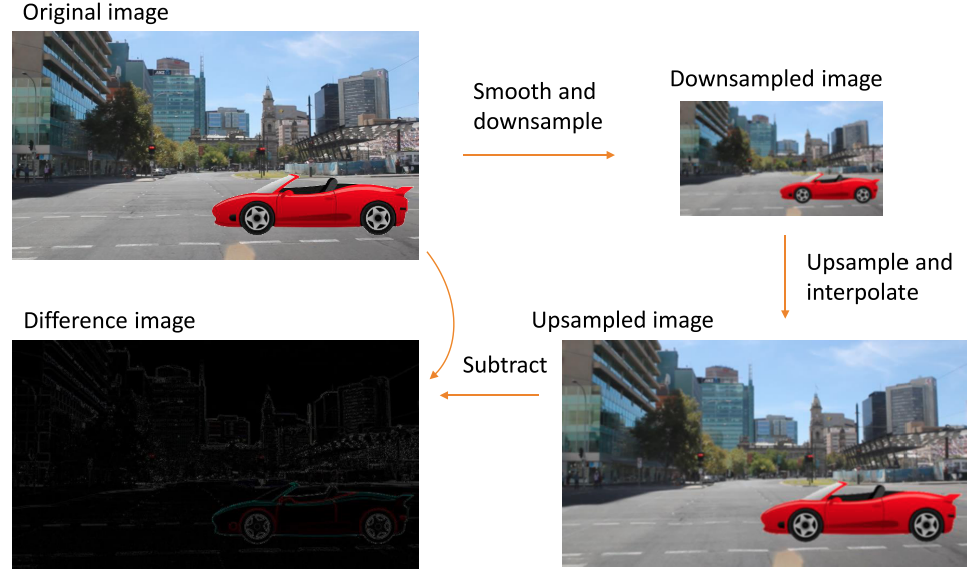 Original image
Smooth and
downsample
Downsampled image
Upsample and
interpolate
Difference image
Upsampled image
Subtract